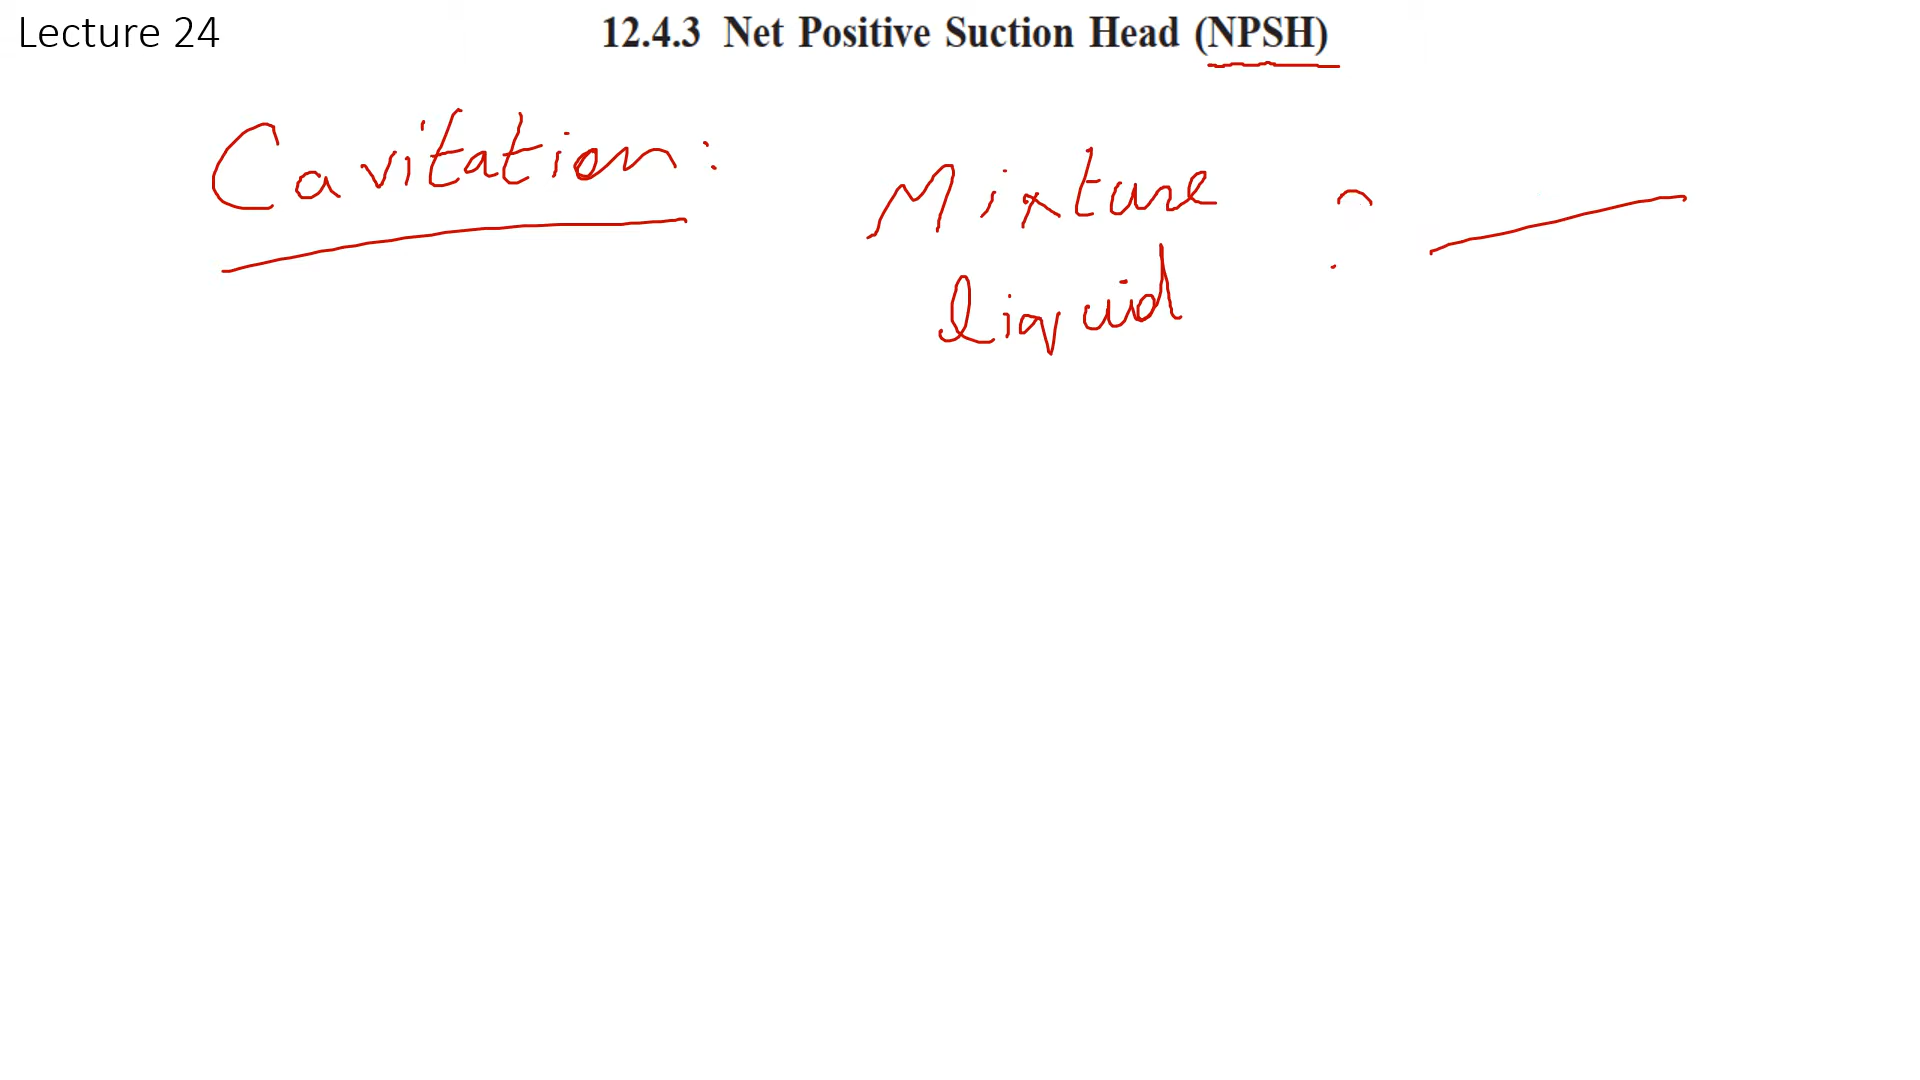 Lecture 24
12.4.3 Net Positive Suction Head (NPSH)
Cavitation:
Mixture :
liquid